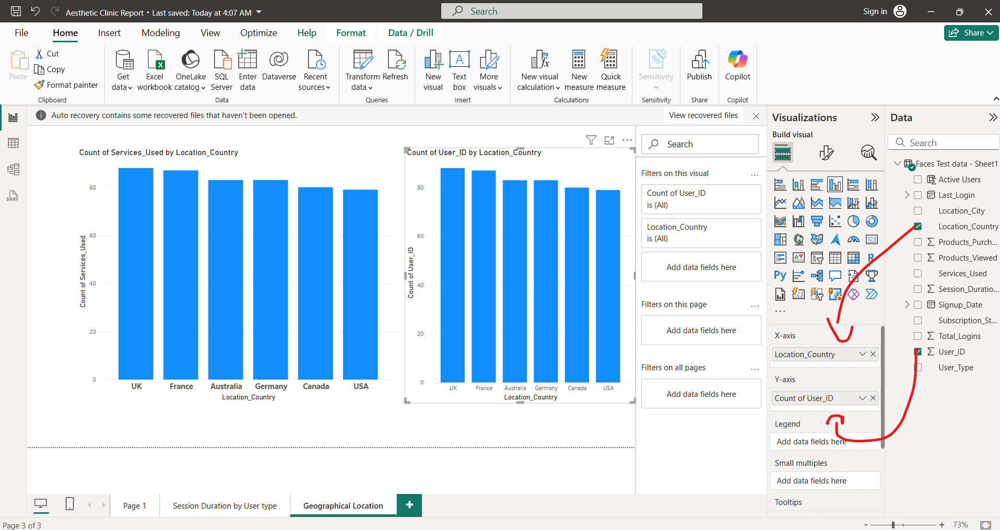 Aesthetic Clinic Report • Last saved: Today at 4:07 AM
Search
Sign in
File
Home
Insert
Modeling
View
Optimize
Help
Format
Data / Drill
Share
Paste
Cut
Copy
Format painter
Clipboard
Get data
Excel workbook
OneLake catalog
SQL Server
Enter data
Dataverse
Recent sources
Data
Transform data
Refresh
Queries
New visual
Text box
More visuals
Insert
New visual calculation
New measure
Quick measure
Calculations
Sensitivity
Sensitivity
Publish
Share
Copilot
Copilot
Auto recovery contains some recovered files that haven't been opened.
View recovered files
Count of Services_Used by Location_Country
Count of Services_Used
80
60
40
20
0
UK
France
Australia
Germany
Canada
USA
Location_Country
Count of User_ID by Location_Country
Count of User_ID
80
60
40
20
0
UK
France
Australia
Germany
Canada
USA
Location_Country
Search
Filters on this visual
...
Count of User_ID
is (All)
Location_Country
is (All)
Add data fields here
Filters on this page
...
Add data fields here
Filters on all pages
...
Add data fields here
Visualizations
Build visual
123
R
Py
123
...
X-axis
Location_Country
Y-axis
Count of User_ID
Legend
Add data fields here
Small multiples
Add data fields here
Tooltips
Data
Search
Faces Test data - Sheet1
Active Users
Last_Login
Location_City
Location_Country
Products_Purch...
Products_Viewed
Services_Used
Session_Duratio...
Signup_Date
Subscription_St...
Total_Logins
User_ID
User_Type
DAX
Page 1
Session Duration by User type
Geographical Location
+
Page 3 of 3
- + 73%